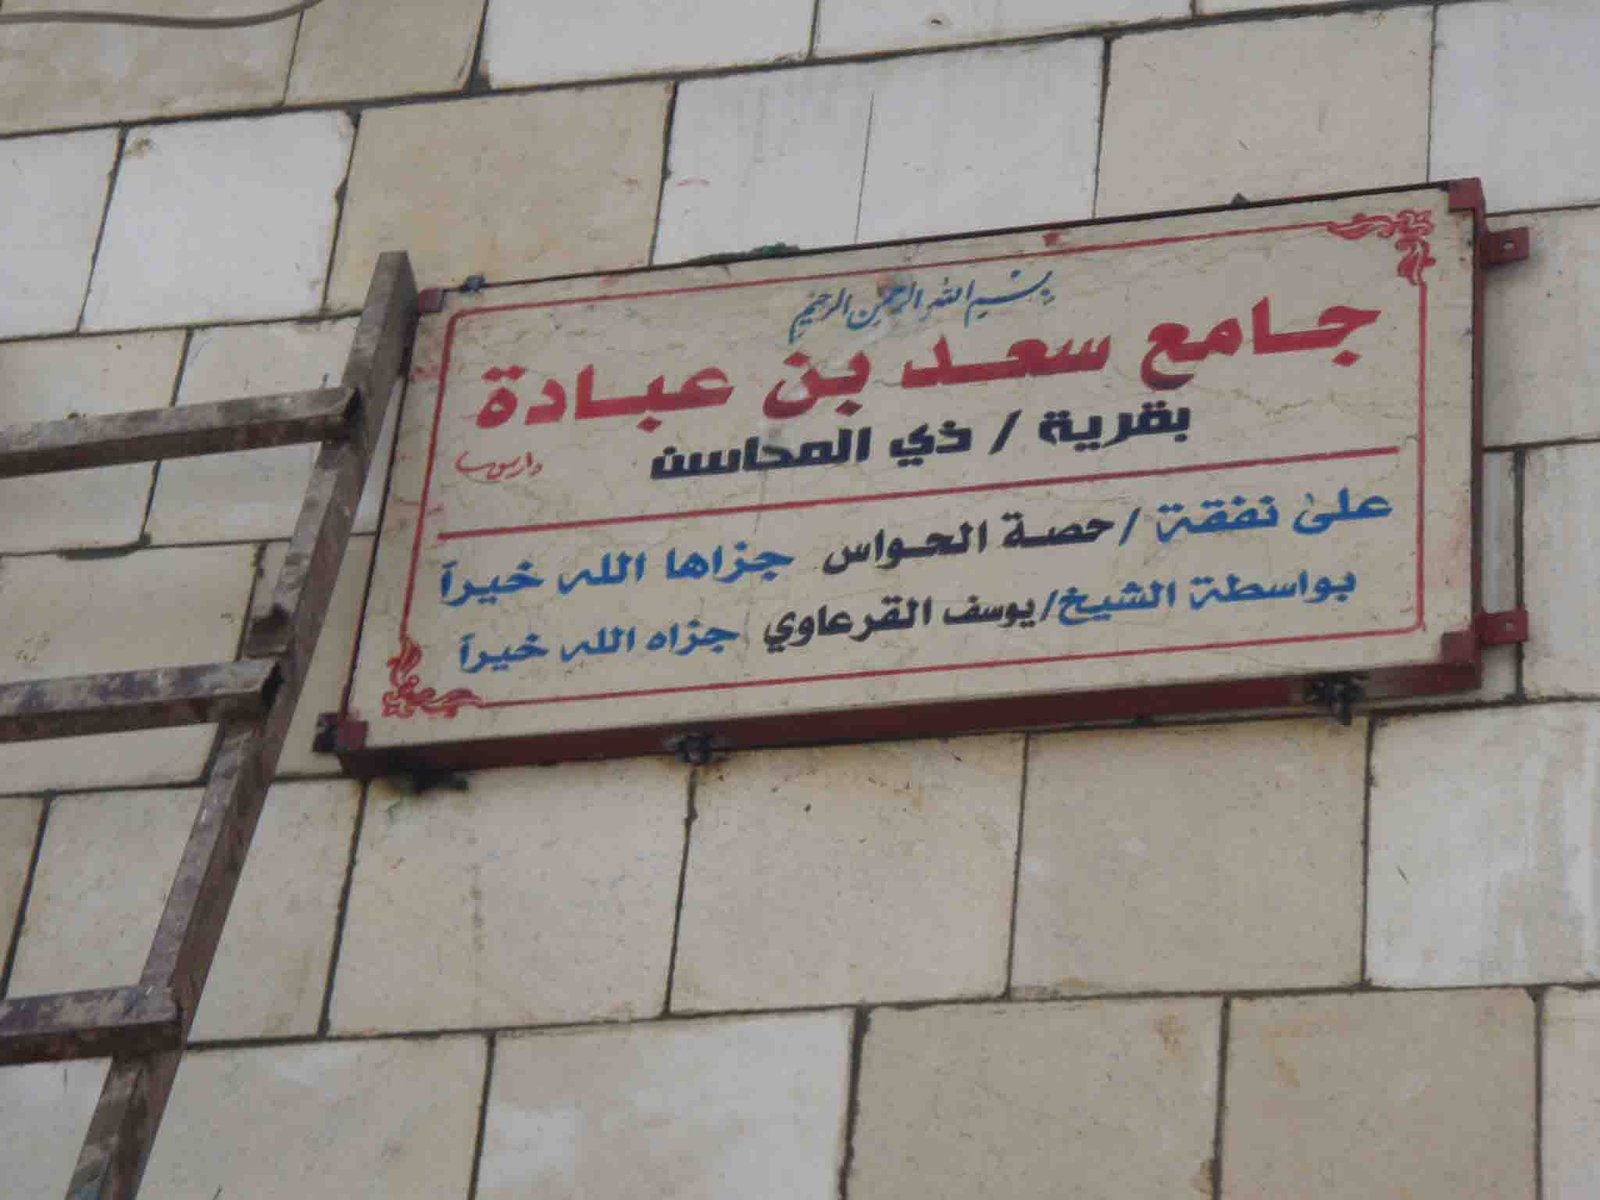 بسم الله الرحمن الرحيم
جامع سعد بن عبادة
بقرية / ذي المحاسن
على نفقة / حصة الحواس جزاها الله خيراً
بواسطة الشيخ / يوسف القرعاوي جزاه الله خيراً